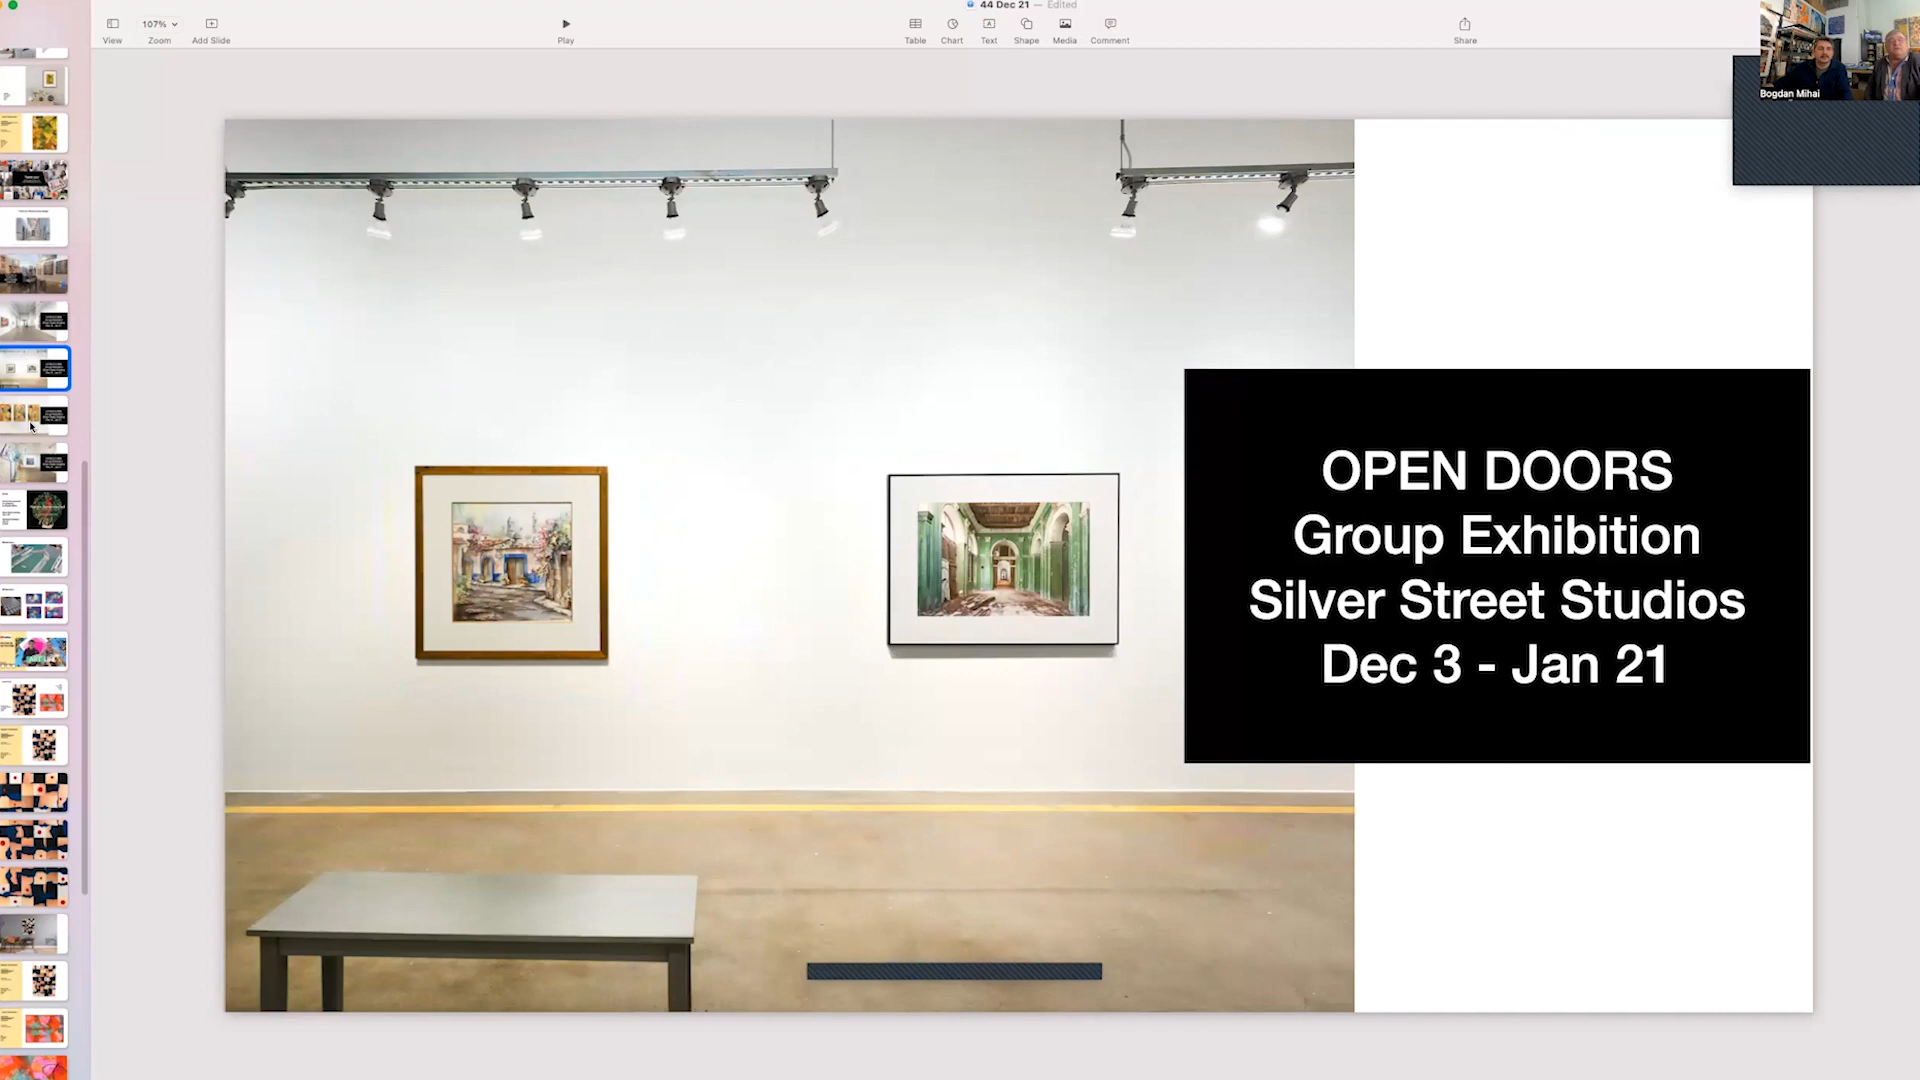 44 Dec 21 — Edited
107%
View
Zoom
Add Slide
Play
Table
Chart
Text
Shape
Media
Comment
Share
Bogdan Mihai
OPEN DOORS
Group Exhibition
Silver Street Studios
Dec 3 - Jan 21